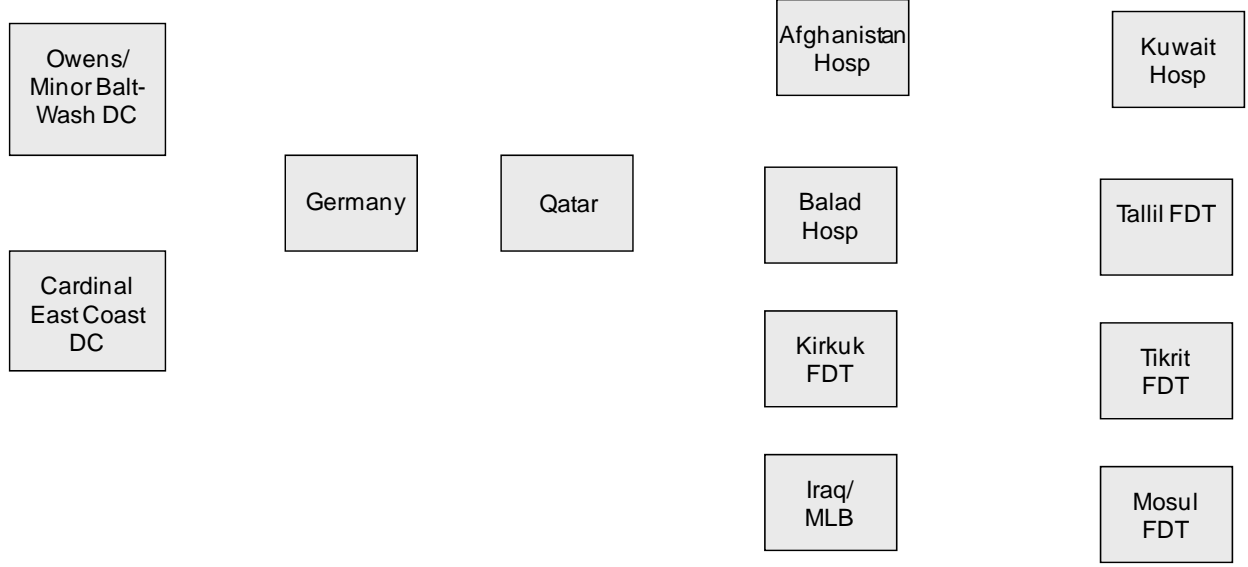 Owens/
Minor Balt-
Wash DC
Cardinal
East Coast
DC
Germany
Qatar
Afghanistan
Hosp
Balad
Hosp
Kirkuk
FDT
Iraq/
MLB
Kuwait
Hosp
Tallil FDT
Tikrit
FDT
Mosul
FDT